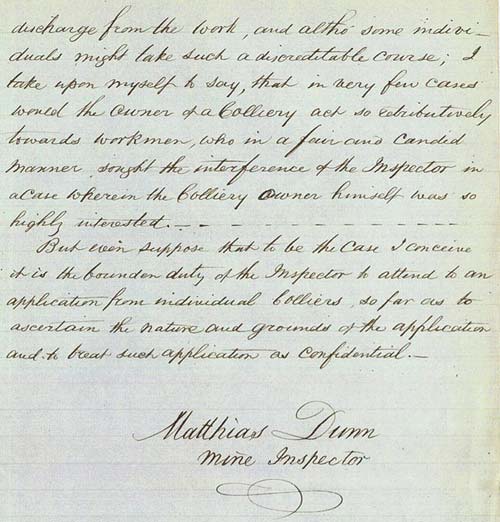 discharge from the work, and altho' some indivi-
duals might take such a discreditable course; I
take upon myself to say, that in very few cases
would the Owner of a Colliery act so retributively
towards workmen, who in a fair and candid
manner, sought the interference of the Inspector in
a case wherein the Colliery Owner himself was so
highly interested. – – – – – – – – – –
But even suppose that to be the case I conceive
it is the bounden duty of the Inspector to attend to an
application from individual Colliers, so far as to
ascertain the nature and grounds of the application
and to treat such application as confidential. –
Matthias Dunn
Mine Inspector